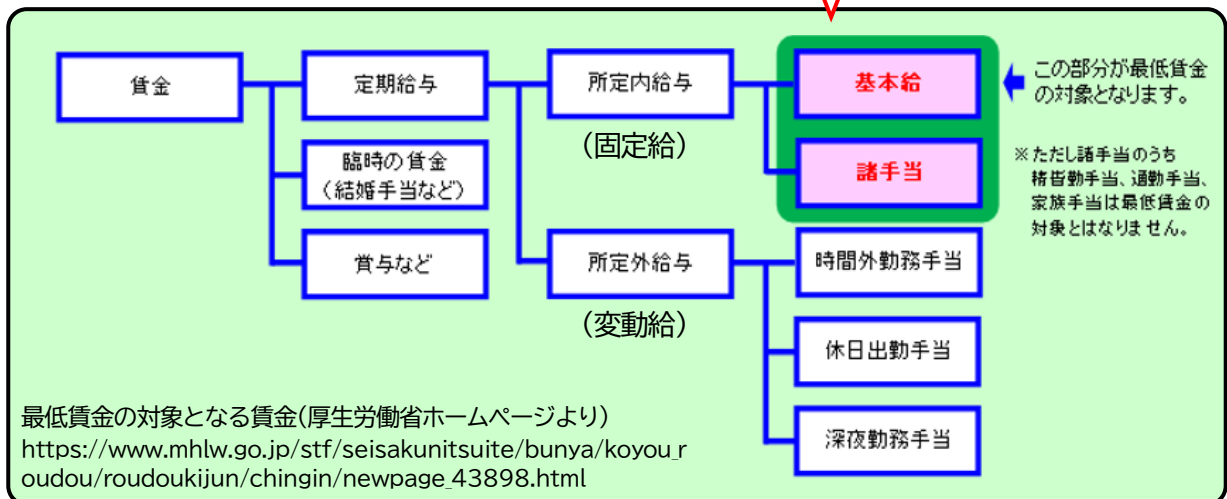 賃金
定期給与
臨時の賃金
(結婚手当など)
賞与など
所定内給与
(固定給)
所定外給与
(変動給)
基本給
諸手当
時間外勤務手当
休日出勤手当
深夜勤務手当
この部分が最低賃金
の対象となります。
※ただし諸手当のうち
精皆勤手当、通勤手当、
家族手当は最低賃金の
対象とはなりません。
最低賃金の対象となる賃金(厚生労働省ホームページより)
https://www.mhlw.go.jp/stf/seisakunitsuite/bunya/koyou_r
oudou/roudoukijun/chingin/newpage_43898.html